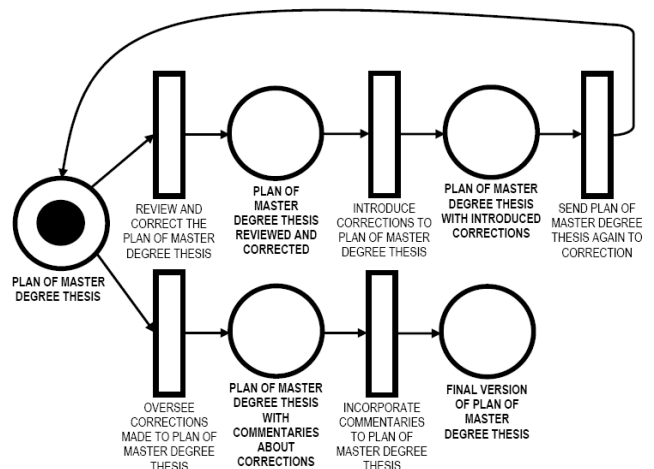 REVIEW AND
CORRECT THE
PLAN OF MASTER
DEGREE THESIS
PLAN OF
MASTER
DEGREE THESIS
REVIEWED AND
CORRECTED
INTRODUCE
CORRECTIONS TO
PLAN OF MASTER
DEGREE THESIS
PLAN OF MASTER
DEGREE THESIS
WITH INTRODUCED
CORRECTIONS
SEND PLAN OF
MASTER DEGREE
THESIS AGAIN TO
CORRECTION
PLAN OF MASTER
DEGREE THESIS
OVERSEE
CORRECTIONS
MADE TO PLAN OF
MASTER DEGREE
THESIS
PLAN OF MASTER
DEGREE THESIS
WITH
COMMENTARIES
ABOUT
CORRECTIONS
INCORPORATE
COMMENTARIES
TO PLAN OF
MASTER DEGREE
THESIS
FINAL VERSION
OF PLAN OF
MASTER
DEGREE THESIS